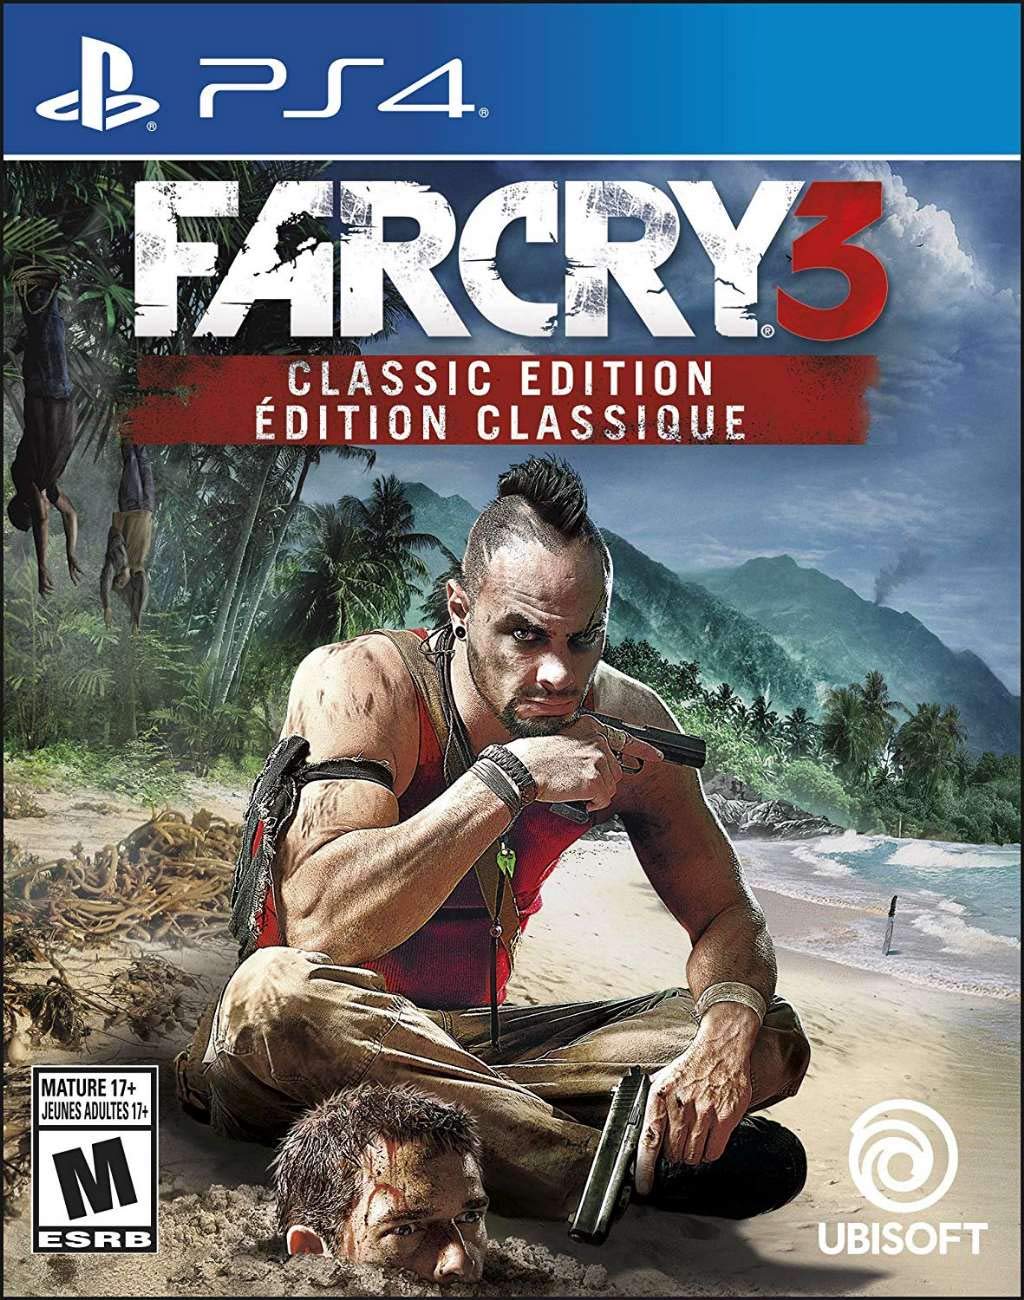 PS4
FARCRY3
CLASSIC EDITION
ÉDITION CLASSIQUE
MATURE 17+
JEUNES ADULTES 17+
M
ESRB
UBISOFT